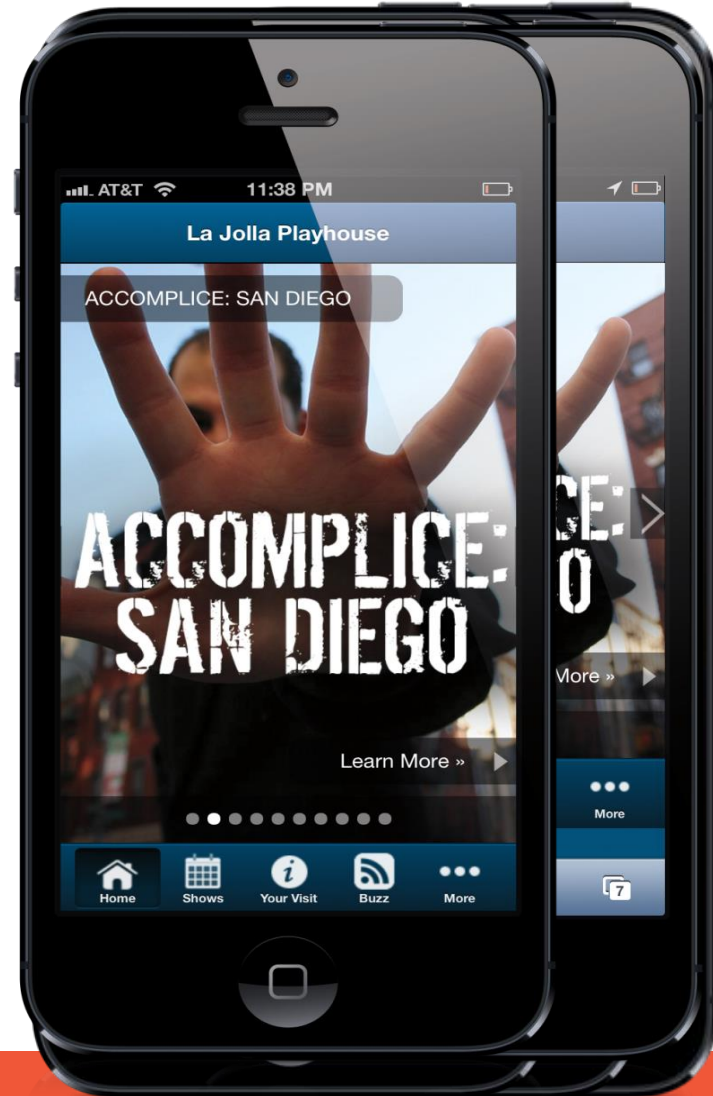 AT&T 11:38 PM
La Jolla Playhouse
ACCOMPLICE: SAN DIEGO
ACCOMPLICE:
SAN DIEGO
Learn More »
Home Shows Your Visit Buzz More
CE:
O
More »
More
7